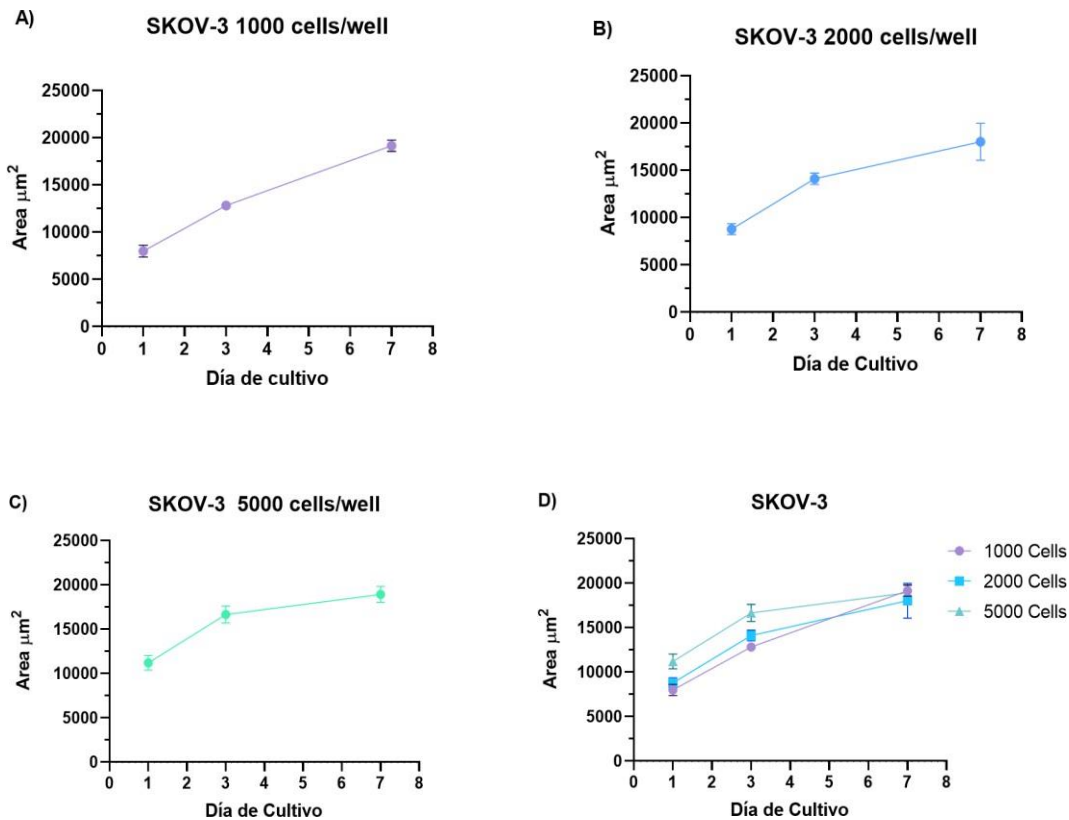 A)
SKOV-3 1000 cells/well
25000
20000
15000
10000
5000
0
Area µm²
0 1 2 3 4 5 6 7 8
Día de cultivo
B)
SKOV-3 2000 cells/well
25000
20000
15000
10000
5000
0
Area µm²
0 1 2 3 4 5 6 7 8
Día de Cultivo
C)
SKOV-3 5000 cells/well
25000
20000
15000
10000
5000
0
Area µm²
0 1 2 3 4 5 6 7 8
Día de Cultivo
D)
SKOV-3
25000
20000
15000
10000
5000
0
Area µm²
0 1 2 3 4 5 6 7 8
Día de Cultivo
1000 Cells
2000 Cells
5000 Cells